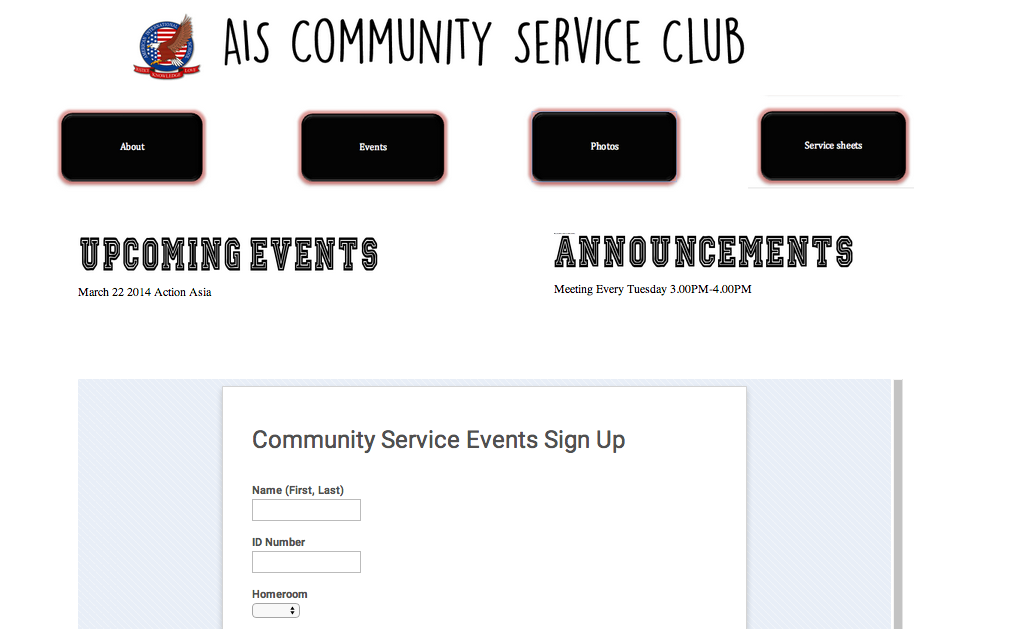 AIS COMMUNITY SERVICE CLUB
About
Events
Photos
Service sheets
UPCOMING EVENTS
March 22 2014 Action Asia
ANNOUNCEMENTS
Meeting Every Tuesday 3.00PM-4.00PM
Community Service Events Sign Up
Name (First, Last)
ID Number
Homeroom